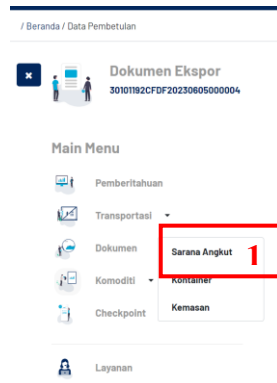 / Beranda / Data Pembetulan
×
Dokumen Ekspor
30101192CFDF20230605000004
Main Menu
Pemberitahuan
Transportasi
Dokumen
Sarana Angkut 1
Komoditi
Kontainer
Checkpoint
Kemasan
Layanan